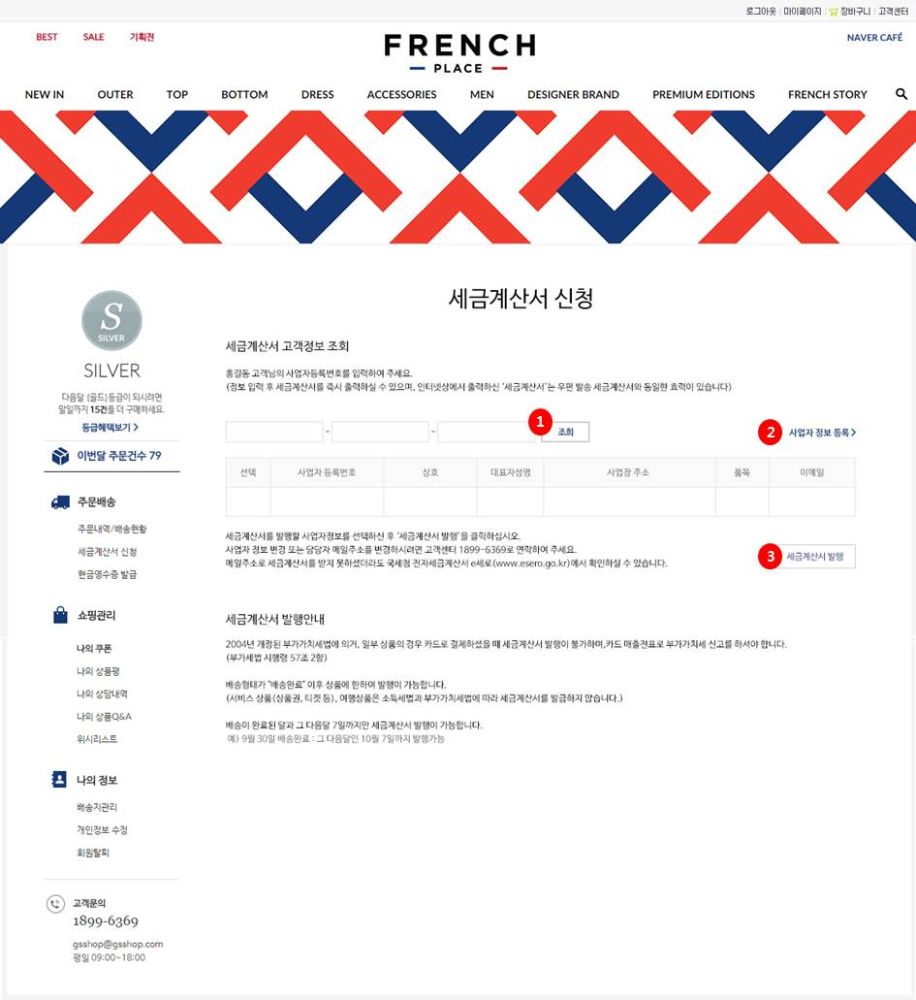 로그아웃 마이페이지 장바구니 고객센터
BEST SALE 기획전
NAVER CAFÉ
FRENCH
PLACE
NEW IN OUTER TOP BOTTOM DRESS ACCESSORIES MEN DESIGNER BRAND PREMIUM EDITIONS FRENCH STORY
S
SILVER
SILVER
다음달 [골드]등급이 되시려면
말일까지 15건을 더 구매하세요.
등급혜택보기 >
이번달 주문건수 79
주문배송
주문내역/배송현황
세금계산서 신청
현금영수증 발급
쇼핑관리
나의 쿠폰
나의 상품평
나의 상담내역
나의 상품Q&A
위시리스트
나의 정보
배송지관리
개인정보 수정
회원탈퇴
고객문의
1899-6369
gsshop@gsshop.com
평일 09:00~18:00
세금계산서 신청
세금계산서 고객정보 조회
홍길동 고객님의 사업자등록번호를 입력하여 주세요.
(정보 입력 후 세금계산서를 즉시 출력하실 수 있으며, 인터넷상에서 출력하신 '세금계산서'는 우편 발송 세금계산서와 동일한 효력이 있습니다)
- - 1 조회 2 사업자 정보 등록 >
선택 사업자 등록번호 상호 대표자성명 사업장 주소 품목 이메일
세금계산서를 발행할 사업자정보를 선택하신 후 '세금계산서 발행'을 클릭하십시오.
사업자 정보 변경 또는 담당자 메일주소를 변경하시려면 고객센터 1899-6369로 연락하여 주세요.
메일주소로 세금계산서를 받지 못하셨더라도 국세청 전자세금계산서 e세로(www.esero.go.kr)에서 확인하실 수 있습니다.
3 세금계산서 발행
세금계산서 발행안내
2004년 개정된 부가가치세법에 의거, 일부 상품의 경우 카드로 결제하셨을 때 세금계산서 발행이 불가하며,카드 매출전표로 부가가치세 신고를 하셔야 합니다.
(부가세법 시행령 57조 2항)
배송형태가 "배송완료" 이후 상품에 한하여 발행이 가능합니다.
(서비스 상품(상품권, 티켓 등), 여행상품은 소득세법과 부가가치세법에 따라 세금계산서를 발급하지 않습니다.)
배송이 완료된 달과 그 다음달 7일까지만 세금계산서 발행이 가능합니다.
예) 9월 30일 배송완료 : 그 다음달인 10월 7일까지 발행가능